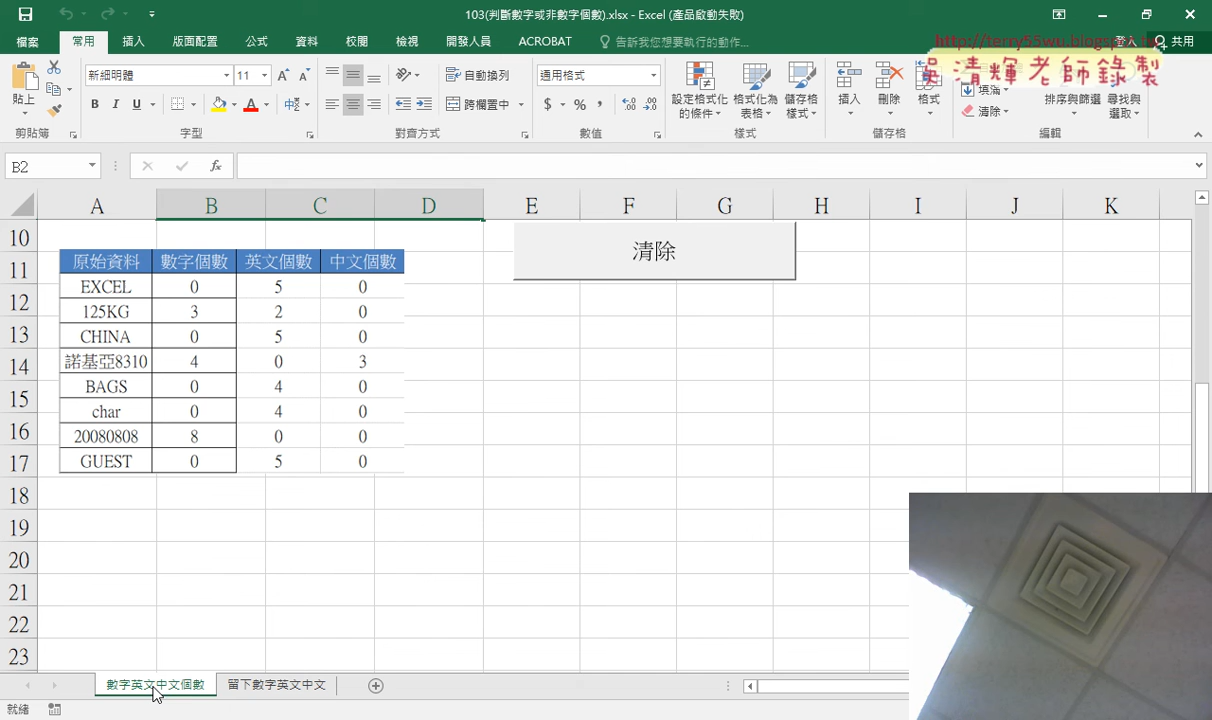 103(判斷數字或非數字個數).xlsx - Excel (產品啟動失敗)
檔案 常用 插入 版面配置 公式 資料 校閱 檢視 開發人員 ACROBAT 告訴我您想要執行的動作... 登入 共用
http://terry55wu.blogspot.tw
吳清輝老師錄製
貼上 新細明體 11 自動換列 通用格式 設定格式化的條件 格式化為表格 儲存格樣式 插入 刪除 格式 填滿 排序與篩選 尋找與選取
B I U A 跨欄置中 $ % , 清除
剪貼簿 字型 對齊方式 數值 樣式 儲存格 編輯
B2 fx
A B C D E F G H I J K
10 清除
11 原始資料 數字個數 英文個數 中文個數
EXCEL 0 5 0
12 125KG 3 2 0
13 CHINA 0 5 0
14 諾基亞8310 4 0 3
15 BAGS 0 4 0
char 0 4 0
16 20080808 8 0 0
17 GUEST 0 5 0
18
19
20
21
22
23
數字英文中文個數 留下數字英文中文
就緒